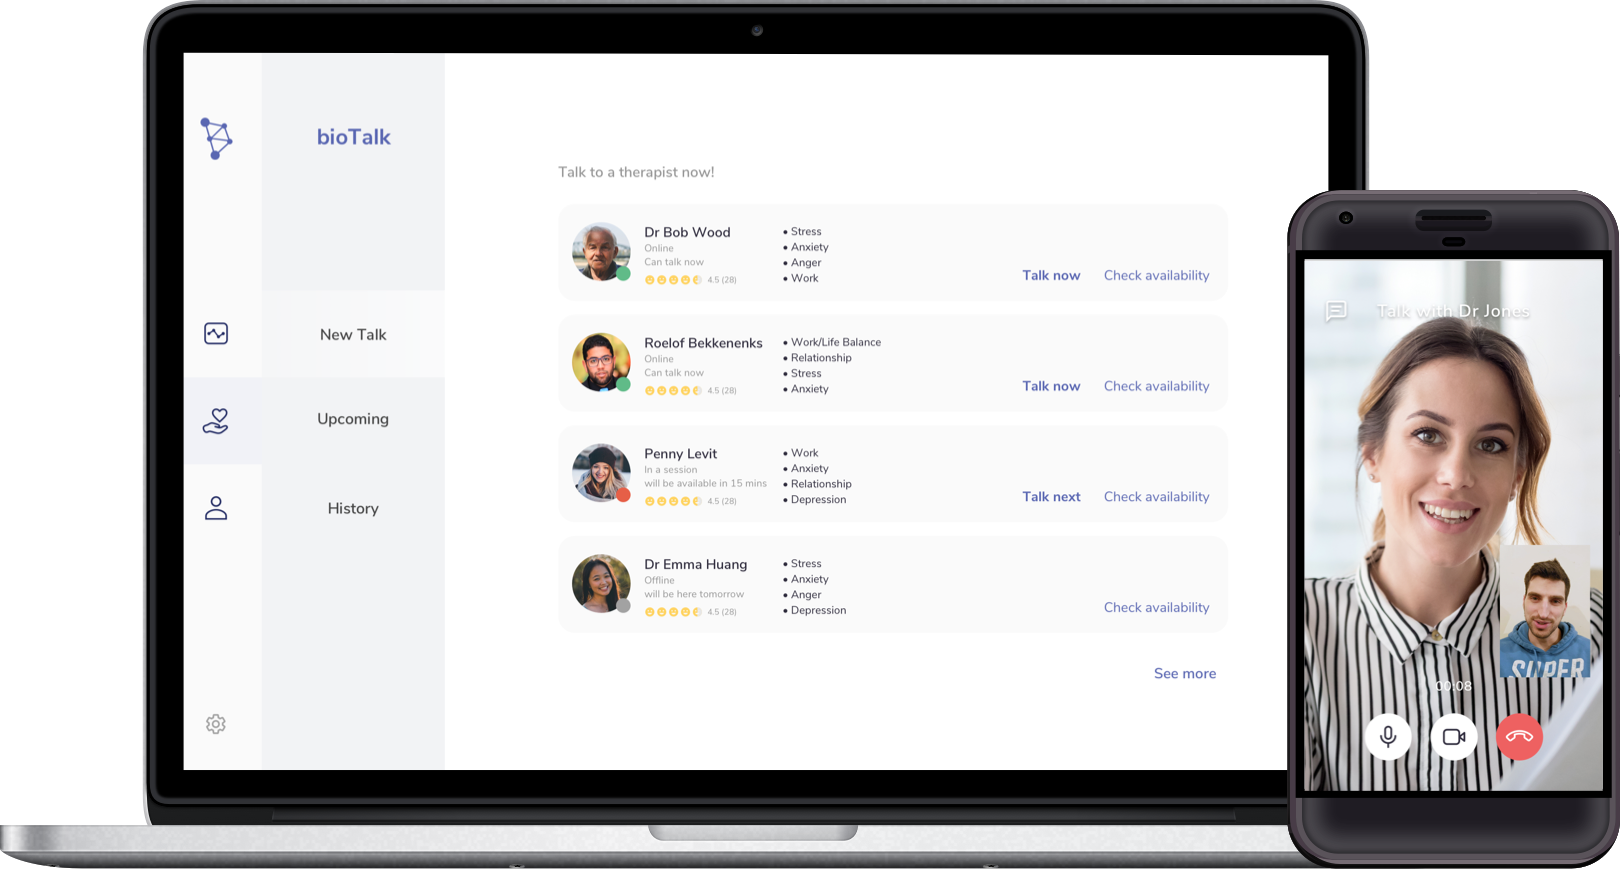 bioTalk
New Talk
Upcoming
History
Talk to a therapist now!
Dr Bob Wood
Online
Can talk now
4.5 (28)
• Stress
• Anxiety
• Anger
• Work
Talk now
Check availability
Roelof Bekkenenks
Online
Can talk now
4.5 (28)
• Work/Life Balance
• Relationship
• Stress
• Anxiety
Talk now
Check availability
Penny Levit
In a session
will be available in 15 mins
4.5 (28)
• Work
• Anxiety
• Relationship
• Depression
Talk next
Check availability
Dr Emma Huang
Offline
will be here tomorrow
4.5 (28)
• Stress
• Anxiety
• Anger
• Depression
Check availability
See more
Talk with Dr Jones
SUPER
00:08